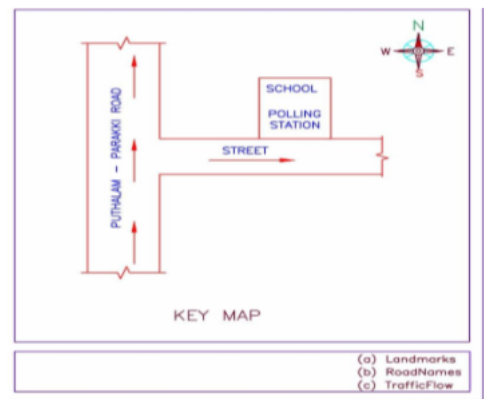 N
W E
S
SCHOOL
POLLING
STATION
STREET
PUTHALAM - PARAKKI ROAD
KEY MAP
(a) Landmarks
(b) RoadNames
(c) TrafficFlow